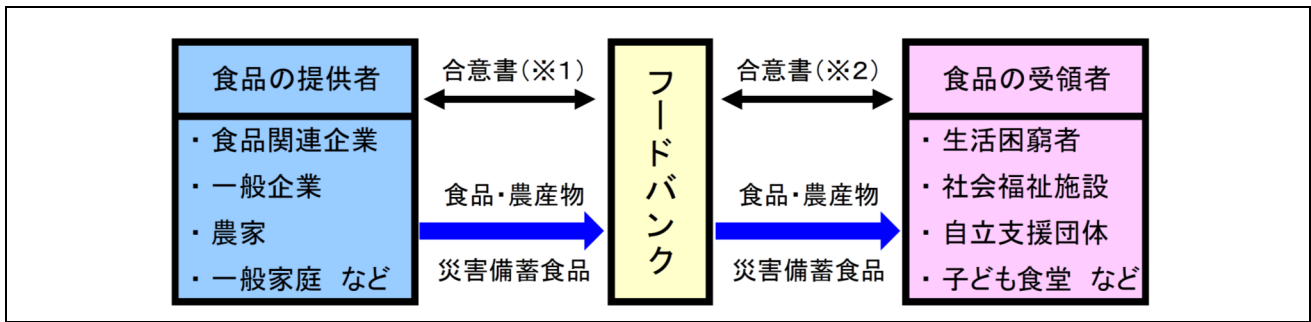 食品の提供者
・食品関連企業
・一般企業
・農家
・一般家庭 など
合意書(※1)
食品・農産物
災害備蓄食品
フードバンク
合意書(※2)
食品・農産物
災害備蓄食品
食品の受領者
・生活困窮者
・社会福祉施設
・自立支援団体
・子ども食堂 など